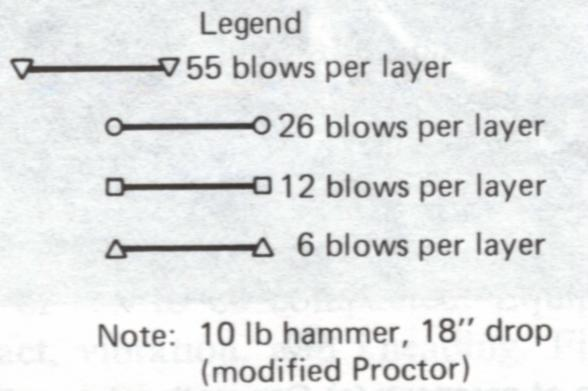 Legend
55 blows per layer
26 blows per layer
12 blows per layer
6 blows per layer
Note: 10 lb hammer, 18" drop
(modified Proctor)